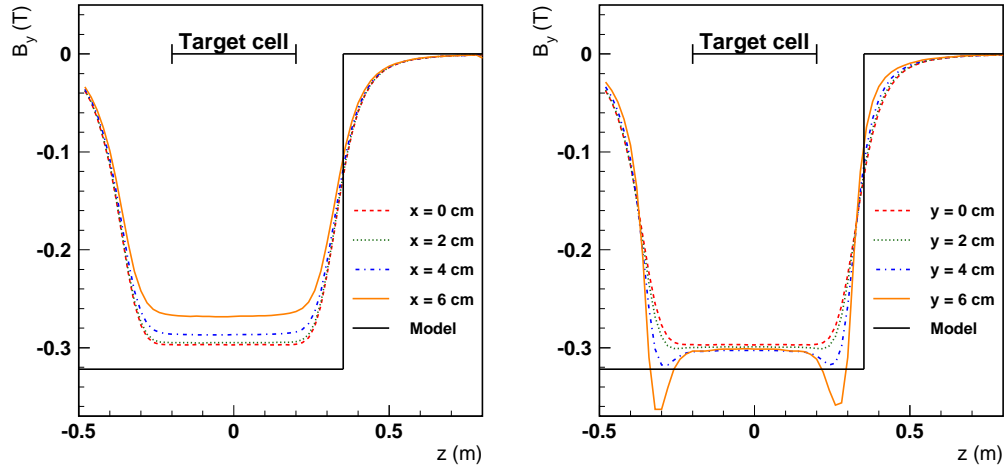 B_y (T)
Target cell
0
-0.1
-0.2
-0.3
x = 0 cm
x = 2 cm
x = 4 cm
x = 6 cm
Model
-0.5
0
0.5
z (m)
B_y (T)
Target cell
0
-0.1
-0.2
-0.3
y = 0 cm
y = 2 cm
y = 4 cm
y = 6 cm
Model
-0.5
0
0.5
z (m)